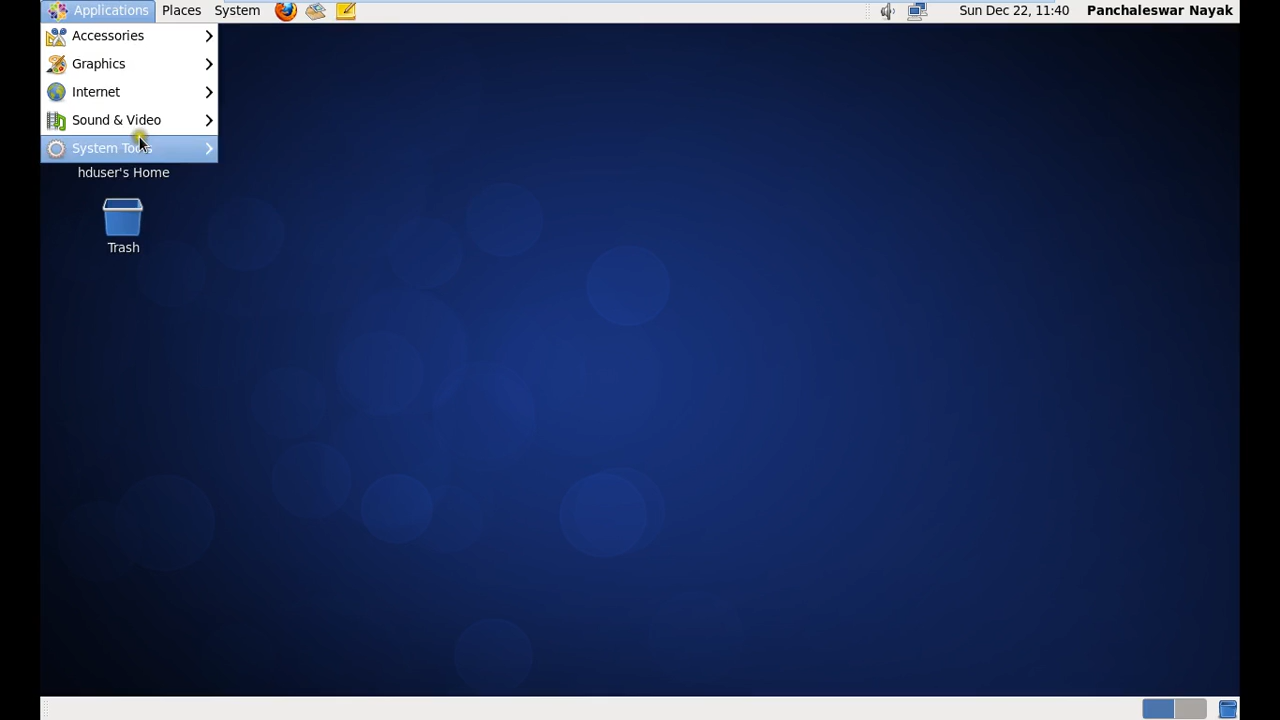 Applications Places System Sun Dec 22, 11:40 Panchaleswar Nayak
Accessories
Graphics
Internet
Sound & Video
System Tools
hduser's Home
Trash